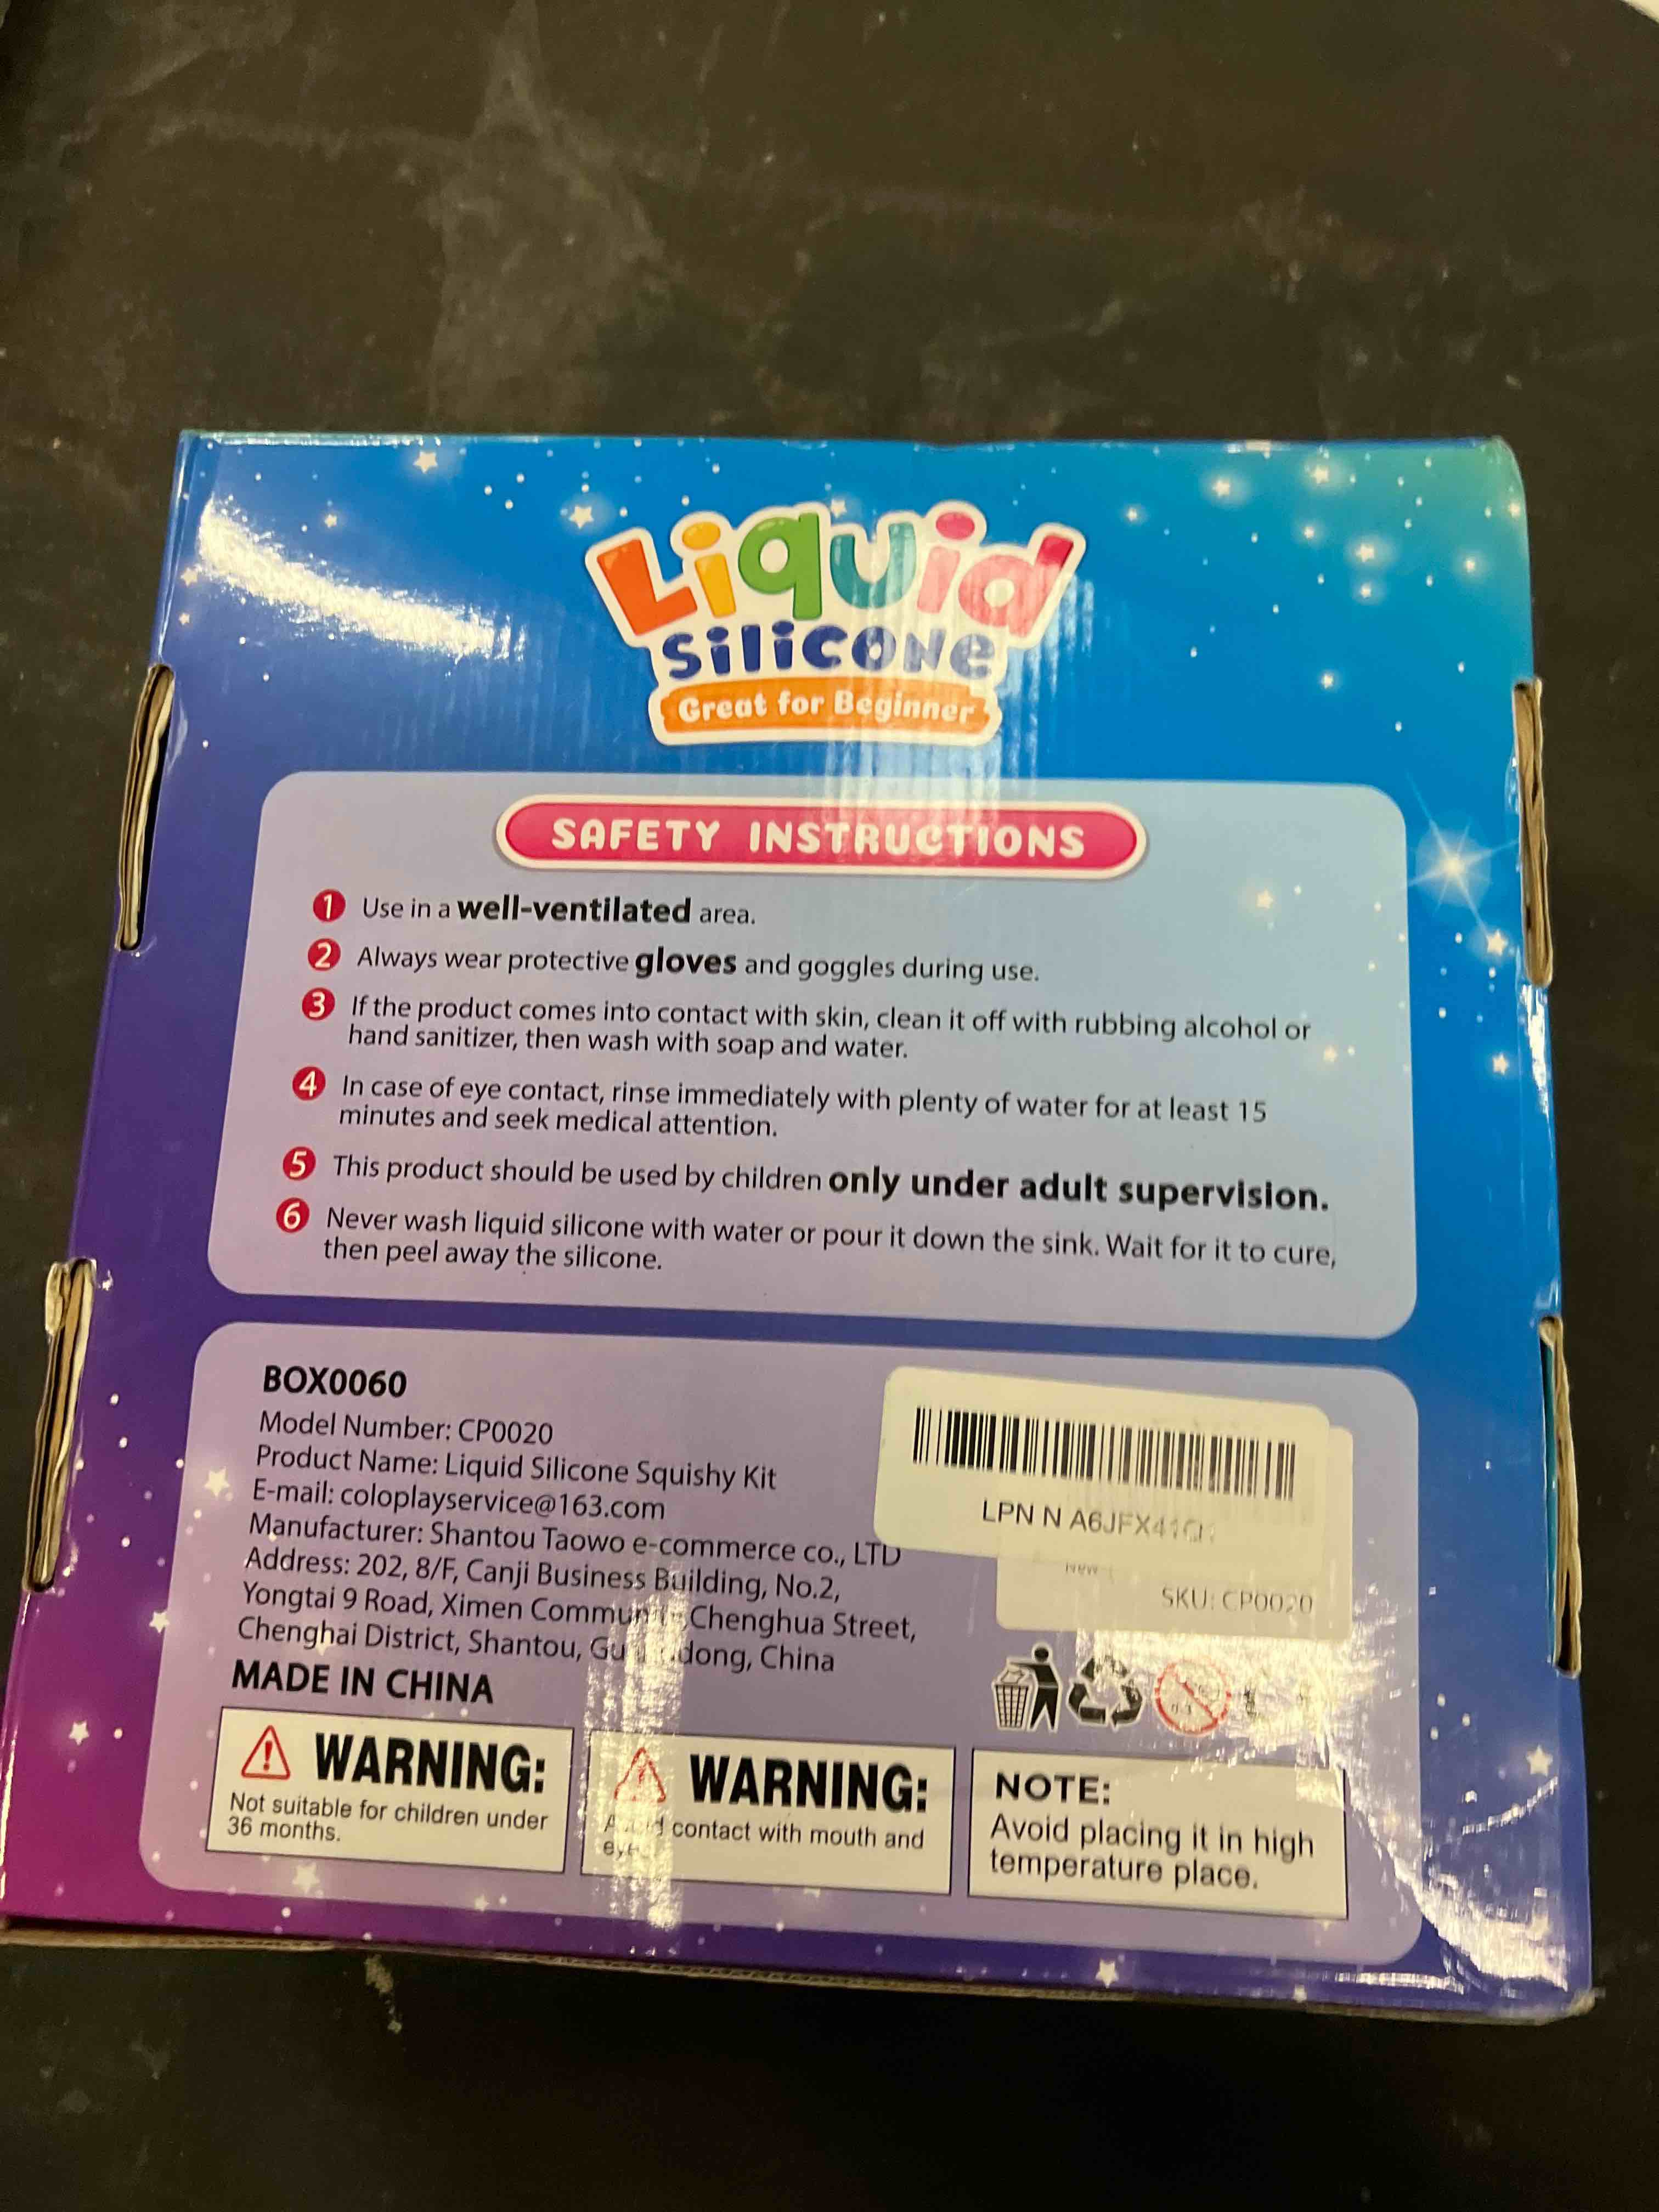 Liquid
Silicone
Great for Beginner
SAFETY INSTRUCTIONS
1 Use in a well-ventilated area.
2 Always wear protective gloves and goggles during use.
3 If the product comes into contact with skin, clean it off with rubbing alcohol or
hand sanitizer, then wash with soap and water.
4 In case of eye contact, rinse immediately with plenty of water for at least 15
minutes and seek medical attention.
5 This product should be used by children only under adult supervision.
6 Never wash liquid silicone with water or pour it down the sink. Wait for it to cure,
then peel away the silicone.
BOX0060
Model Number: CP0020
Product Name: Liquid Silicone Squishy Kit
E-mail: coloplayservice@163.com
Manufacturer: Shantou Taowo e-commerce co., LTD
Address: 202, 8/F, Canji Business Building, No.2,
Yongtai 9 Road, Ximen Chenghua Street,
Chenghai District, Shantou, China
MADE IN CHINA
LPN N
SKU: CP0020
0-3
WARNING:
Not suitable for children under
36 months.
WARNING:
contact with mouth and
NOTE:
Avoid placing it in high
temperature place.